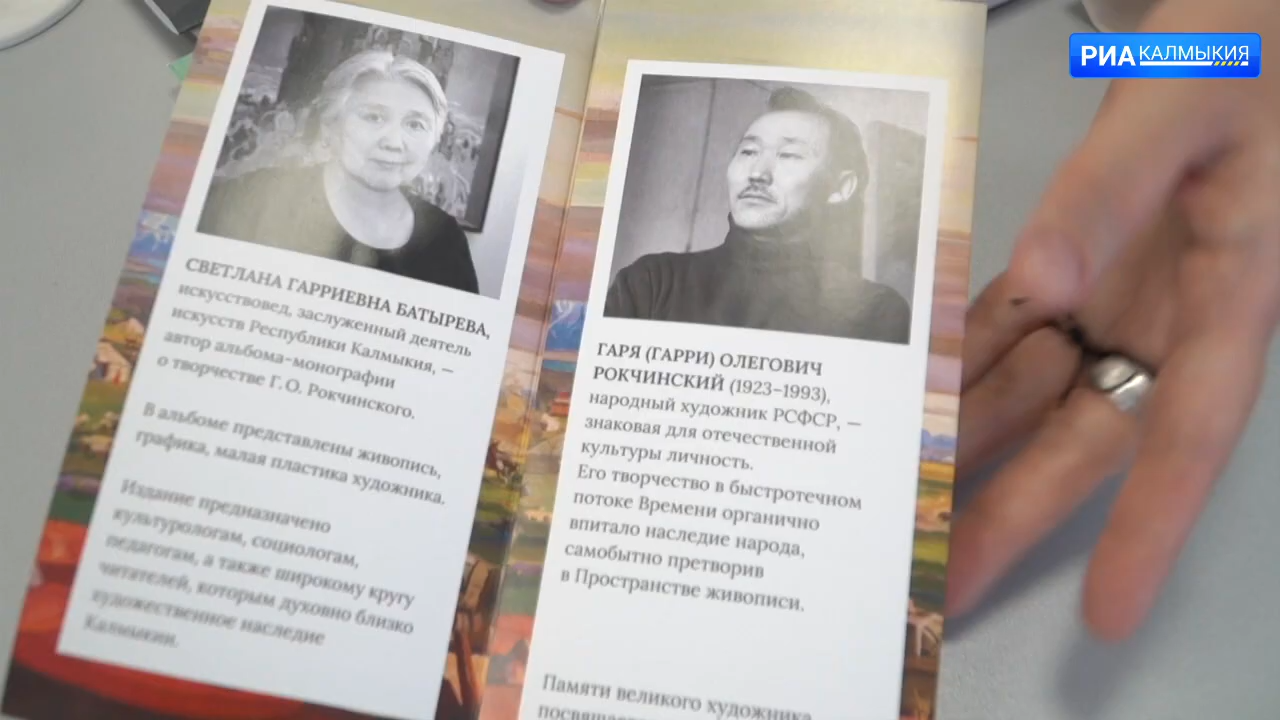 РИА КАЛМЫКИЯ
СВЕТЛАНА ГАРРИЕВНА БАТЫРЕВА,
искусствовед, заслуженный деятель
искусств Республики Калмыкия, —
автор альбома-монографии
о творчестве Г. О. Рокчинского.
В альбоме представлены живопись,
графика, малая пластика художника.
Издание предназначено
культурологам, социологам,
педагогам, а также широкому кругу
читателей, которым духовно близко
художественное наследие
Калмыкии.
ГАРЯ (ГАРРИ) ОЛЕГОВИЧ
РОКЧИНСКИЙ (1923–1993),
народный художник РСФСР, —
знаковая для отечественной
культуры личность.
Его творчество в быстротечном
потоке Времени органично
впитало наследие народа,
самобытно претворив
в Пространстве живописи.
Памяти великого художника